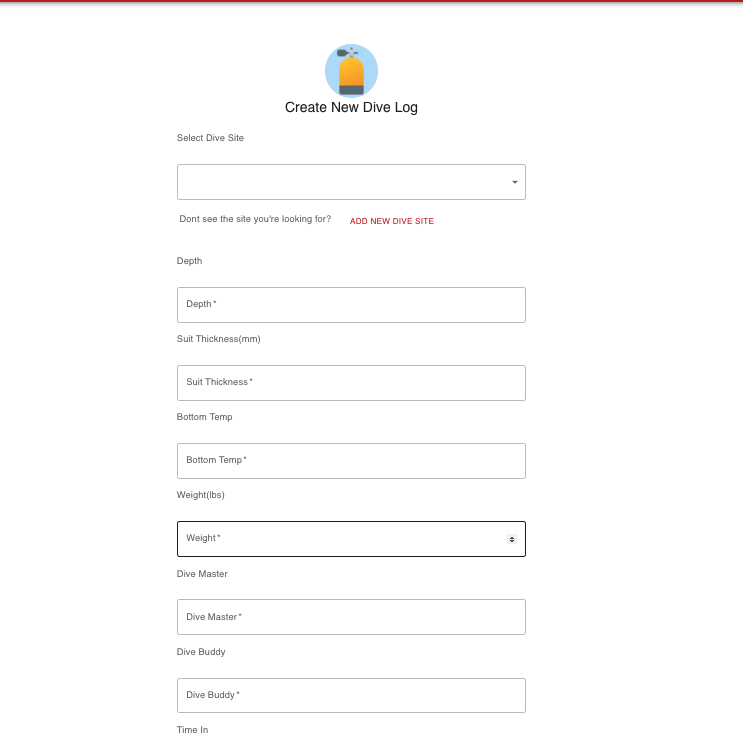 Create New Dive Log
Select Dive Site
Dont see the site you're looking for? ADD NEW DIVE SITE
Depth
Depth *
Suit Thickness(mm)
Suit Thickness *
Bottom Temp
Bottom Temp *
Weight(lbs)
Weight *
Dive Master
Dive Master *
Dive Buddy
Dive Buddy *
Time In